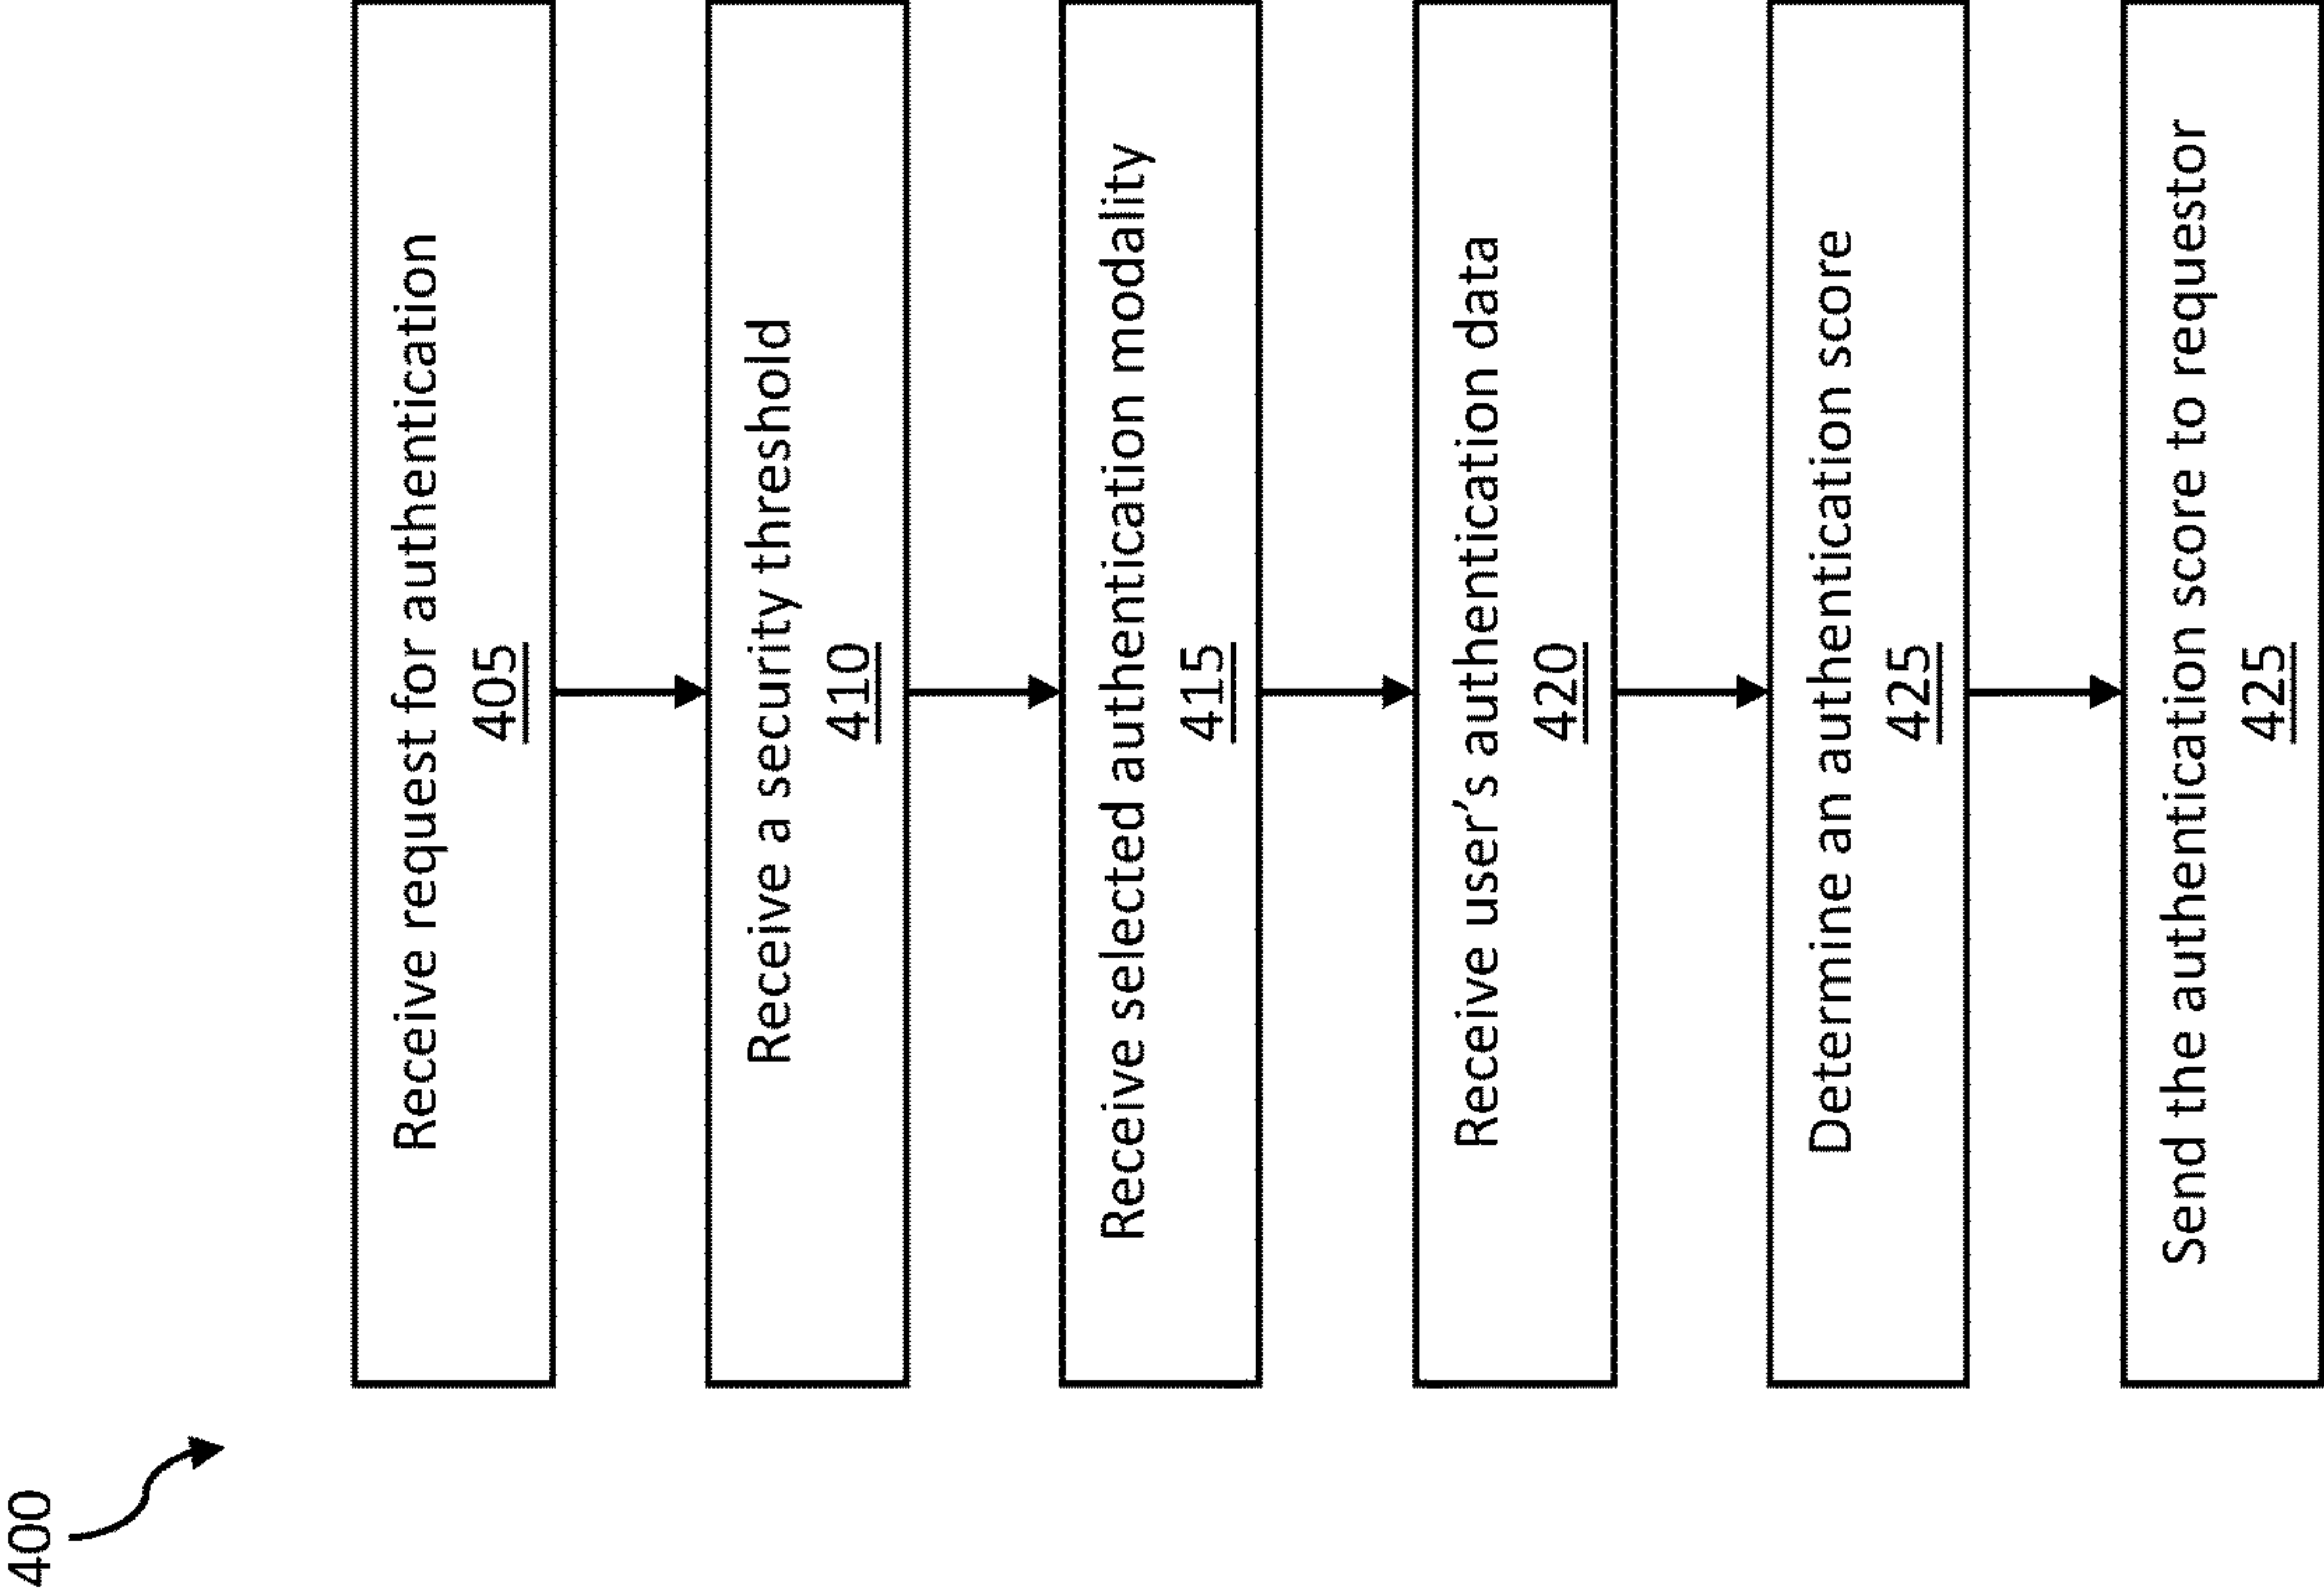 400
Receive request for authentication
405
Receive a security threshold
410
Receive selected authentication modality
415
Receive user’s authentication data
420
Determine an authentication score
425
Send the authentication score to requestor
425